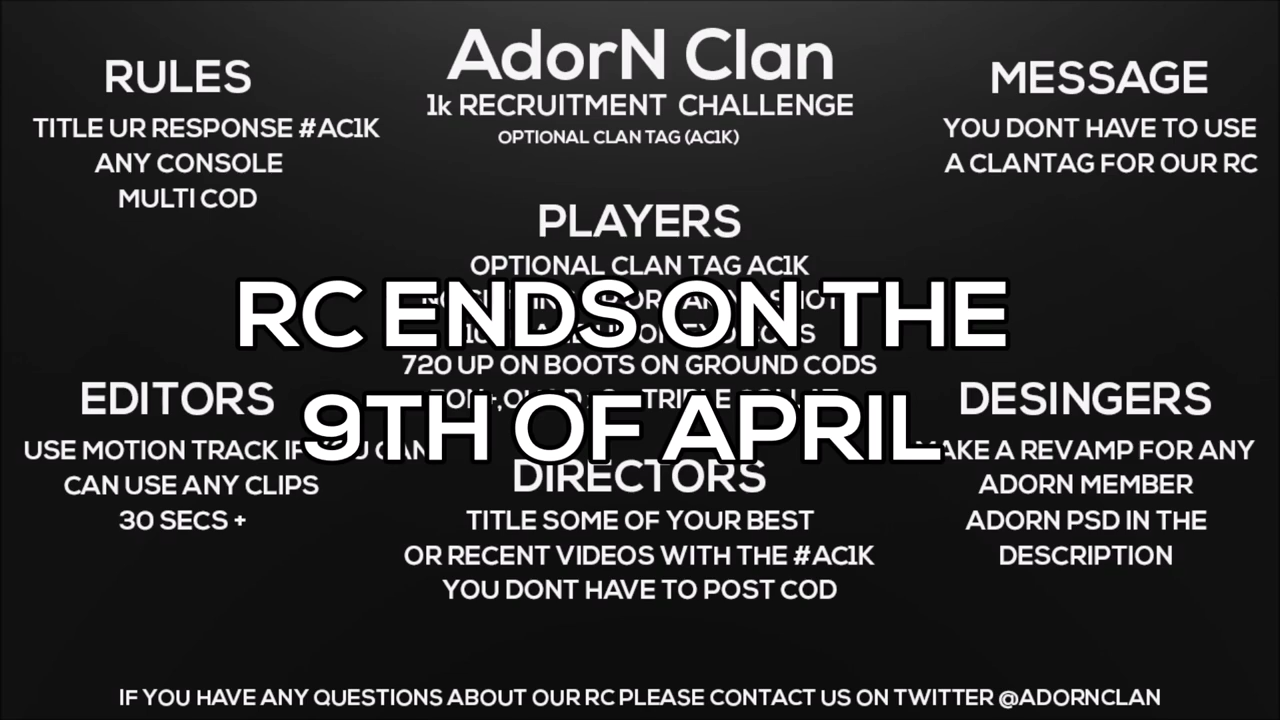 AdorN Clan
1k RECRUITMENT CHALLENGE
OPTIONAL CLAN TAG (AC1K)
RULES
TITLE UR RESPONSE #AC1K
ANY CONSOLE
MULTI COD
MESSAGE
YOU DONT HAVE TO USE
A CLANTAG FOR OUR RC
PLAYERS
OPTIONAL CLAN TAG AC1K
720 UP ON BOOTS ON GROUND CODS
RC ENDS ON THE
9TH OF APRIL
EDITORS
USE MOTION TRACK IF YOU CAN
CAN USE ANY CLIPS
30 SECS +
DIRECTORS
TITLE SOME OF YOUR BEST
OR RECENT VIDEOS WITH THE #AC1K
YOU DONT HAVE TO POST COD
DESINGERS
MAKE A REVAMP FOR ANY
ADORN MEMBER
ADORN PSD IN THE
DESCRIPTION
IF YOU HAVE ANY QUESTIONS ABOUT OUR RC PLEASE CONTACT US ON TWITTER @ADORNCLAN